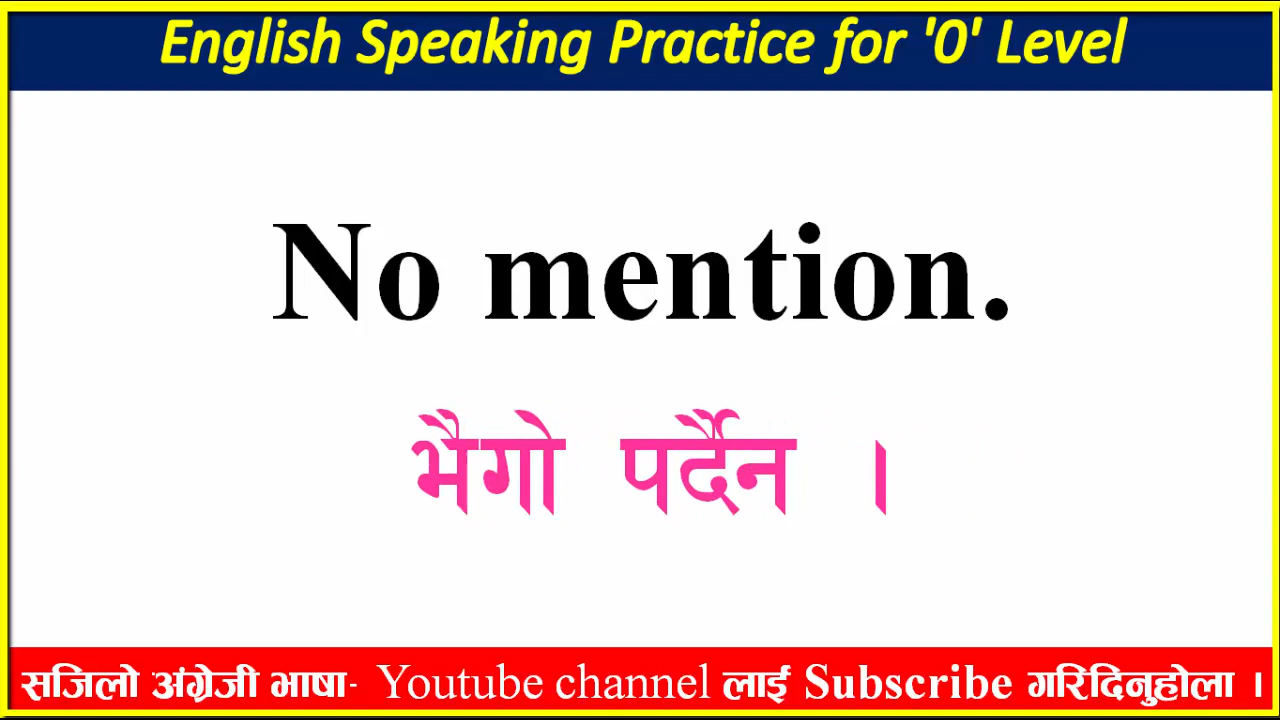 English Speaking Practice for '0' Level
No mention.
भैगो पर्दैन ।
सजिलो अंग्रेजी भाषा- Youtube channel लाई Subscribe गरिदिनुहोला ।